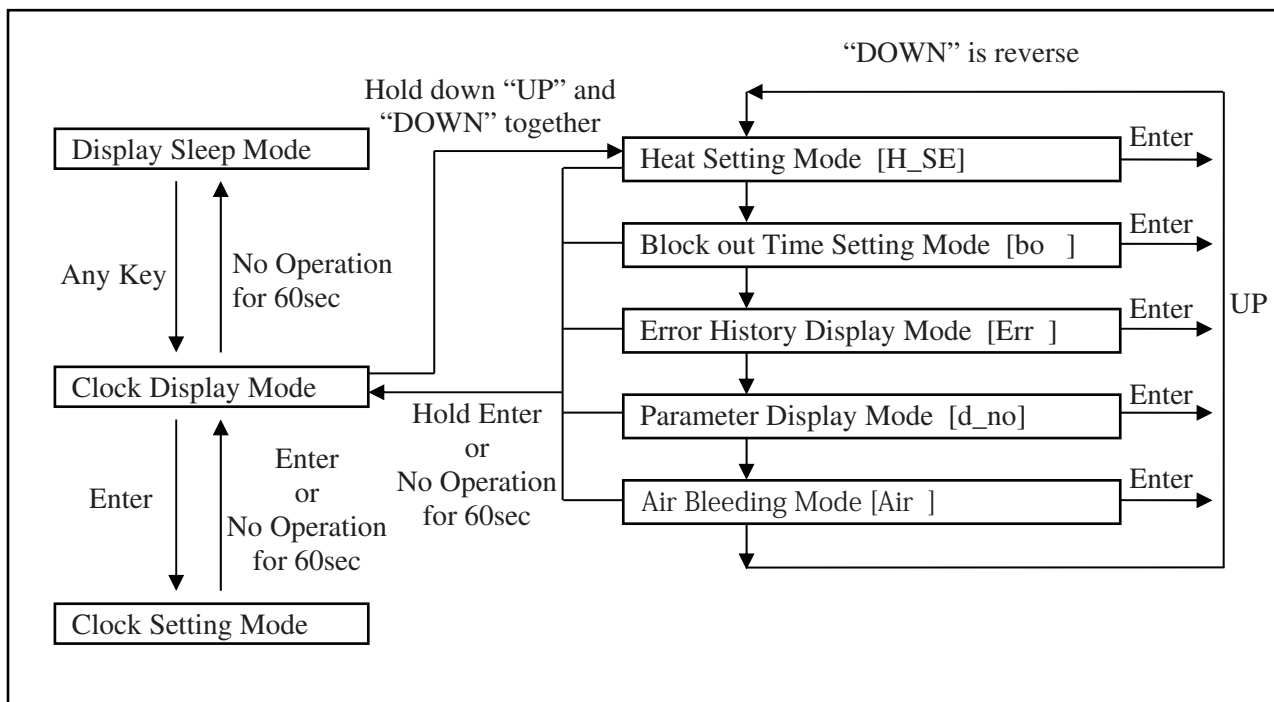 “DOWN” is reverse
Hold down “UP” and
“DOWN” together
Display Sleep Mode
Any Key
No Operation
for 60sec
Clock Display Mode
Enter
Enter
or
No Operation
for 60sec
Clock Setting Mode
Hold Enter
or
No Operation
for 60sec
Heat Setting Mode [H_SE]
Enter
Block out Time Setting Mode [bo ]
Enter
Error History Display Mode [Err ]
Enter
Parameter Display Mode [d_no]
Enter
Air Bleeding Mode [Air ]
Enter
UP